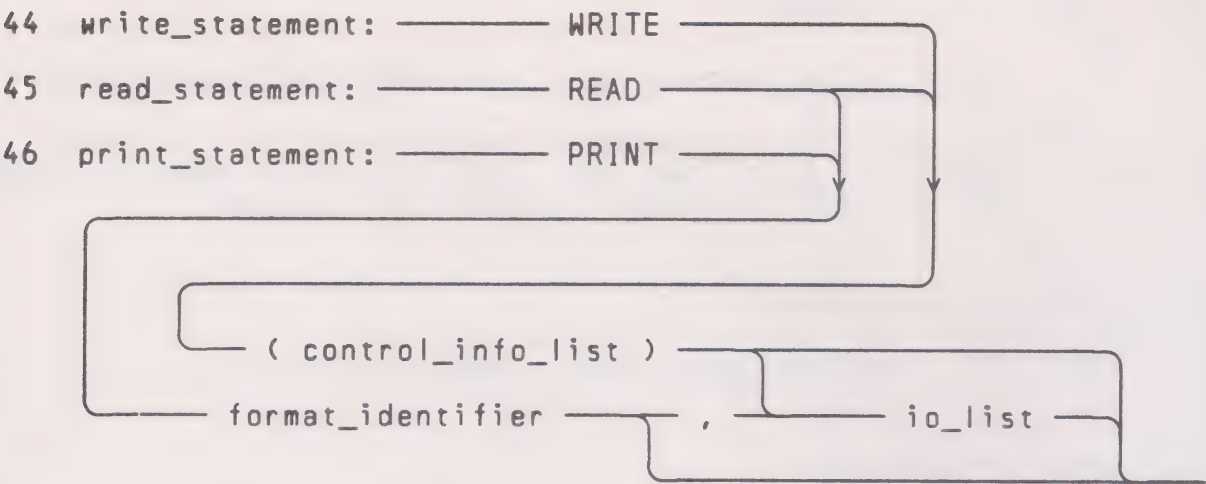 44 write_statement: WRITE
45 read_statement: READ
46 print_statement: PRINT
( control_info_list )
format_identifier , io_list